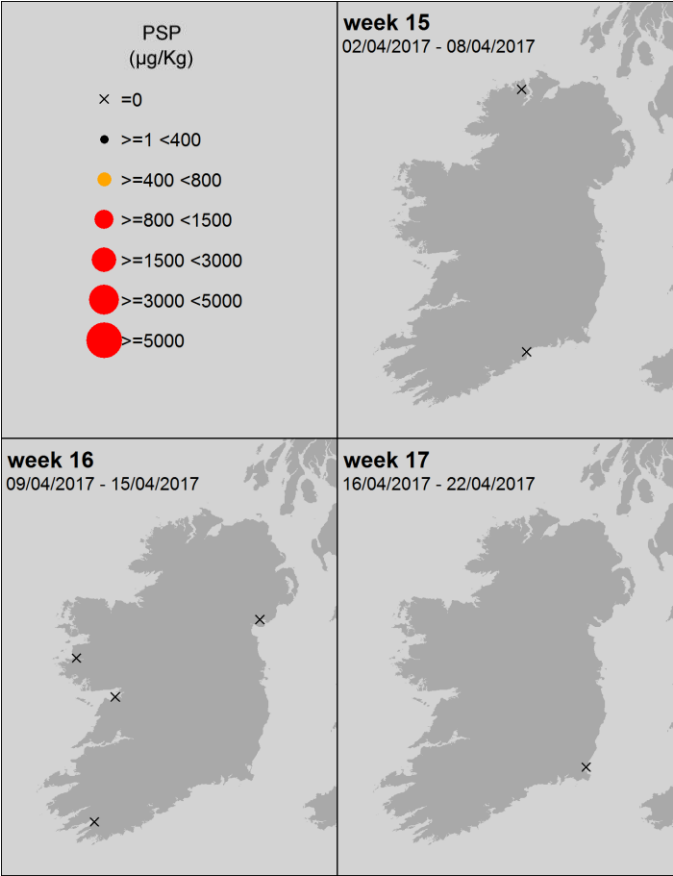 PSP
(µg/Kg)
=0
>=1 <400
>=400 <800
>=800 <1500
>=1500 <3000
>=3000 <5000
>=5000
week 15
02/04/2017 - 08/04/2017
week 16
09/04/2017 - 15/04/2017
week 17
16/04/2017 - 22/04/2017